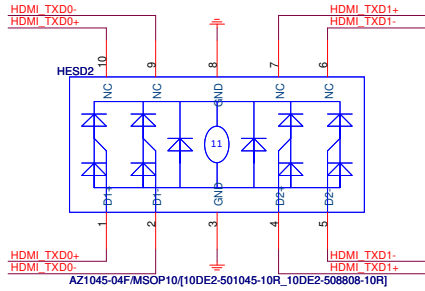 HDMI_TXD0- HDMI_TXD1+
HDMI_TXD0+ HDMI_TXD1-
10 9 8 7 6
HESD2
NC NC GND NC NC
11
D1+ D1- GND D2+ D2-
1 2 3 4 5
HDMI_TXD0+ HDMI_TXD1-
HDMI_TXD0- HDMI_TXD1+
AZ1045-04F/MSOP10/[10DE2-501045-10R_10DE2-508808-10R]